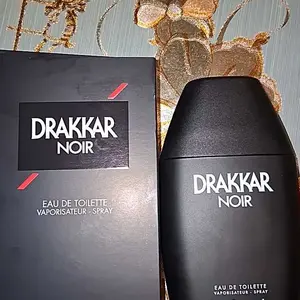 DRAKKAR
NOIR
EAU DE TOILETTE
VAPORISATEUR - SPRAY
DRAKKAR
NOIR
EAU DE TOILETTE
VAPORISATEUR - SPRAY